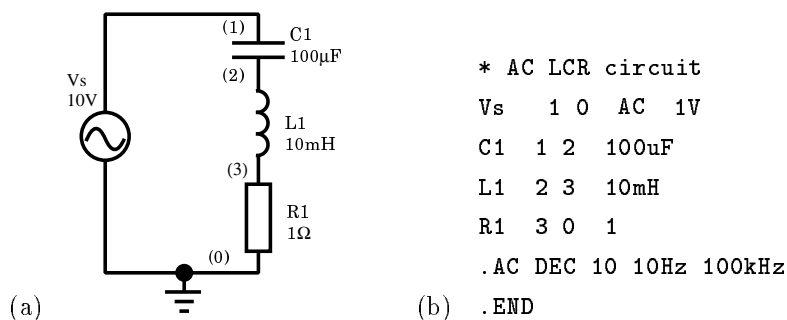 (1)
C1
100μF
(2)
Vs
10V
L1
10mH
(3)
R1
1Ω
(0)
(a)
* AC LCR circuit
Vs 1 0 AC 1V
C1 1 2 100uF
L1 2 3 10mH
R1 3 0 1
.AC DEC 10 10Hz 100kHz
(b) .END